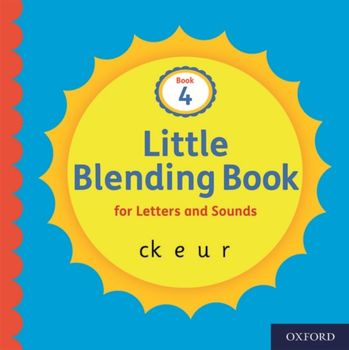 Book
4
Little
Blending Book
for Letters and Sounds
ck e u r
OXFORD